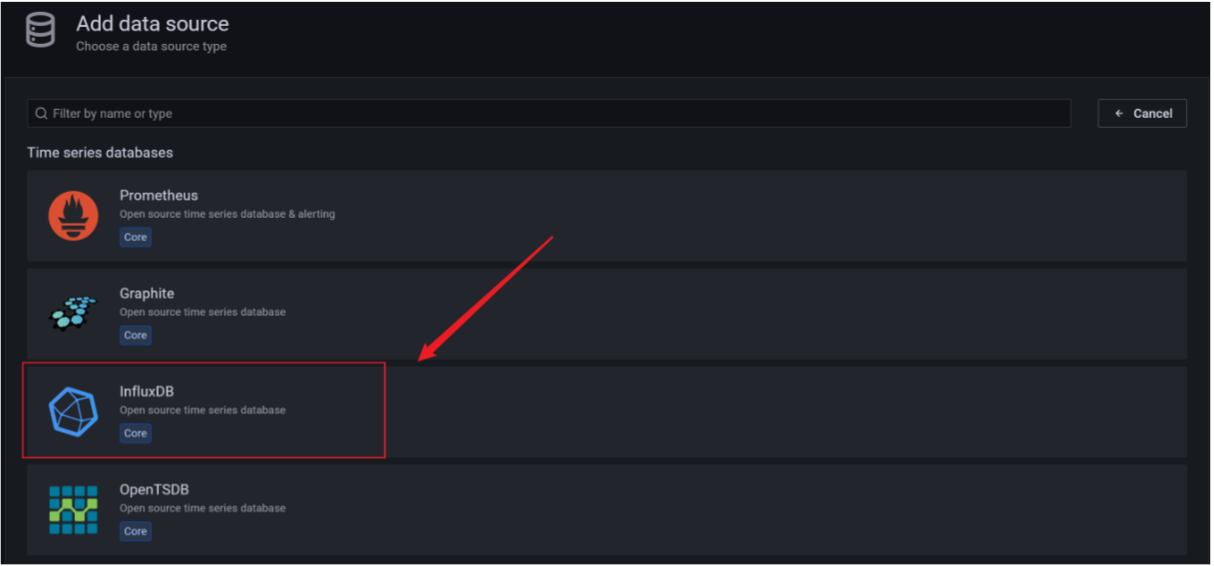 Add data source
Choose a data source type
Filter by name or type
Cancel
Time series databases
Prometheus
Open source time series database & alerting
Core
Graphite
Open source time series database
Core
InfluxDB
Open source time series database
Core
OpenTSDB
Open source time series database
Core